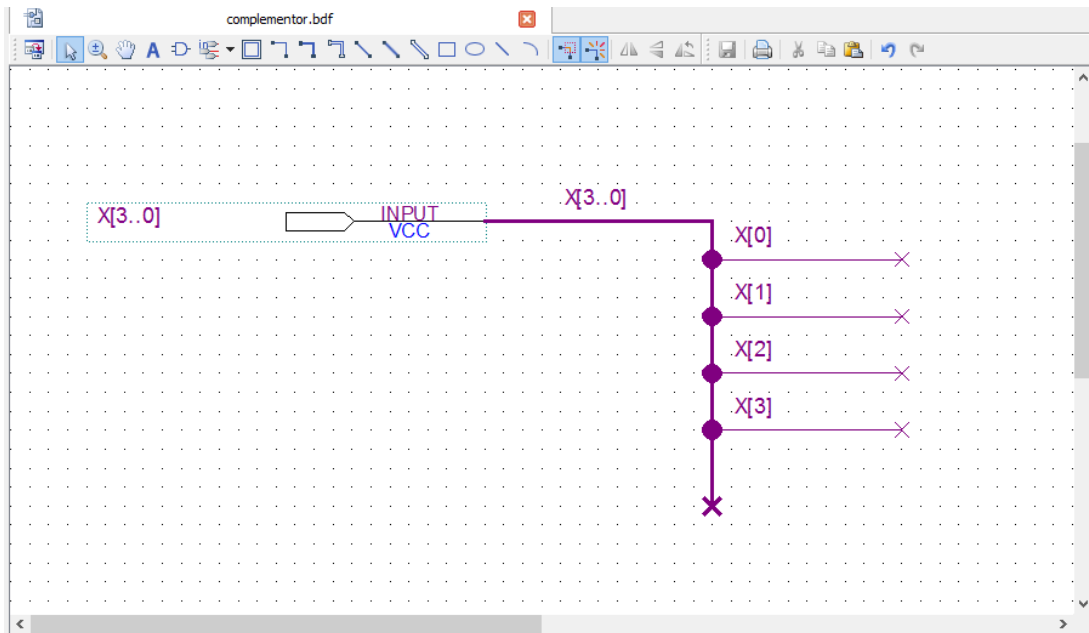 complementor.bdf
A
X[3..0]
INPUT
VCC
X[3..0]
X[0]
X[1]
X[2]
X[3]